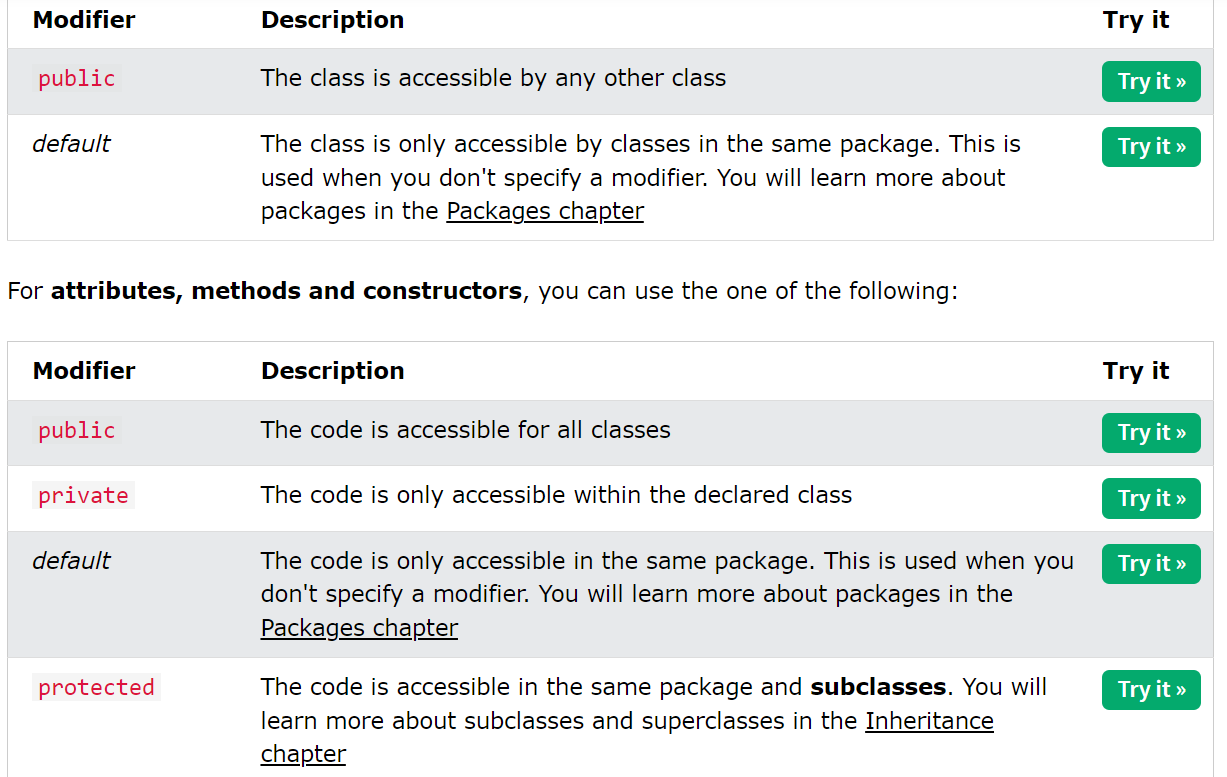 Modifier Description Try it
public The class is accessible by any other class Try it »
default The class is only accessible by classes in the same package. This is Try it »
used when you don't specify a modifier. You will learn more about
packages in the Packages chapter
For attributes, methods and constructors, you can use the one of the following:
Modifier Description Try it
public The code is accessible for all classes Try it »
private The code is only accessible within the declared class Try it »
default The code is only accessible in the same package. This is used when you Try it »
don't specify a modifier. You will learn more about packages in the
Packages chapter
protected The code is accessible in the same package and subclasses. You will Try it »
learn more about subclasses and superclasses in the Inheritance
chapter